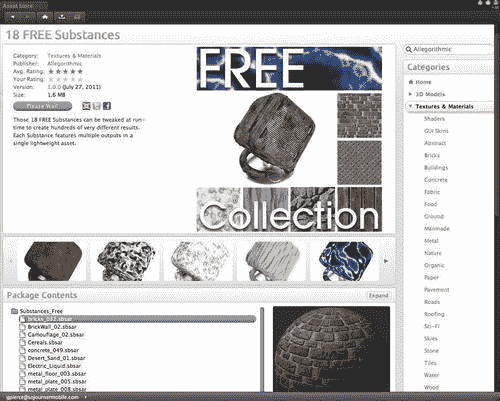 Asset Store
18 FREE Substances
Category: Textures & Materials
Publisher: Allegorithmic
Avg. Rating: ★★★★★
Your Rating: ★★★★★
Version: 1.0.0 (July 27, 2011)
Size: 1.6 MB
Please Wait
Those 18 FREE Substances can be tweaked at run-
time to create hundreds of very different results.
Each Substance features multiple outputs in a
single lightweight asset.
FREE
Collection
Package Contents
Expand
Substances_Free
bricks_032.sbsar
BrickWall_02.sbsar
Camouflage_02.sbsar
Cereals.sbsar
concrete_049.sbsar
Desert_Sand_01.sbsar
Electric_Liquid.sbsar
metal_floor_003.sbsar
metal_plate_005.sbsar
metal_plate_008.sbsar
Allegorithmic
Categories
Home
3D Models
Textures & Materials
Shaders
GUI Skins
Abstract
Bricks
Buildings
Concrete
Fabric
Food
Ground
Manmade
Metal
Nature
Organic
Paper
Pavement
Roads
Roofing
Sci-Fi
Skies
Stone
Tiles
Water
Wood
gpierce@sojournermobile.com